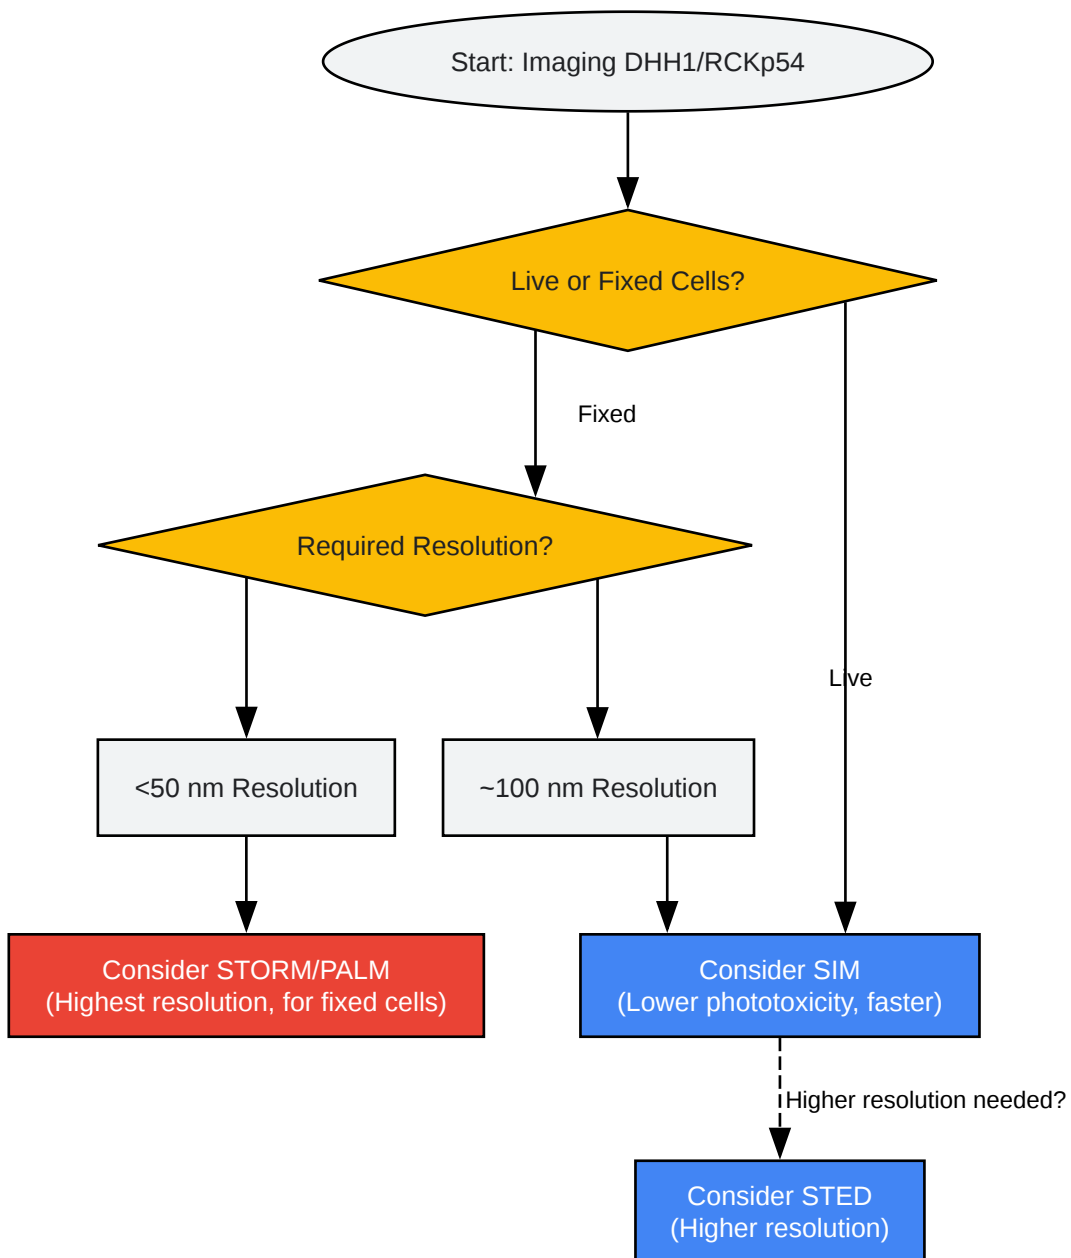 Start: Imaging DHH1/RCKp54
Live or Fixed Cells?
Fixed
Required Resolution?
Live
<50 nm Resolution
~100 nm Resolution
Consider STORM/PALM
(Highest resolution, for fixed cells)
Consider SIM
(Lower phototoxicity, faster)
Higher resolution needed?
Consider STED
(Higher resolution)